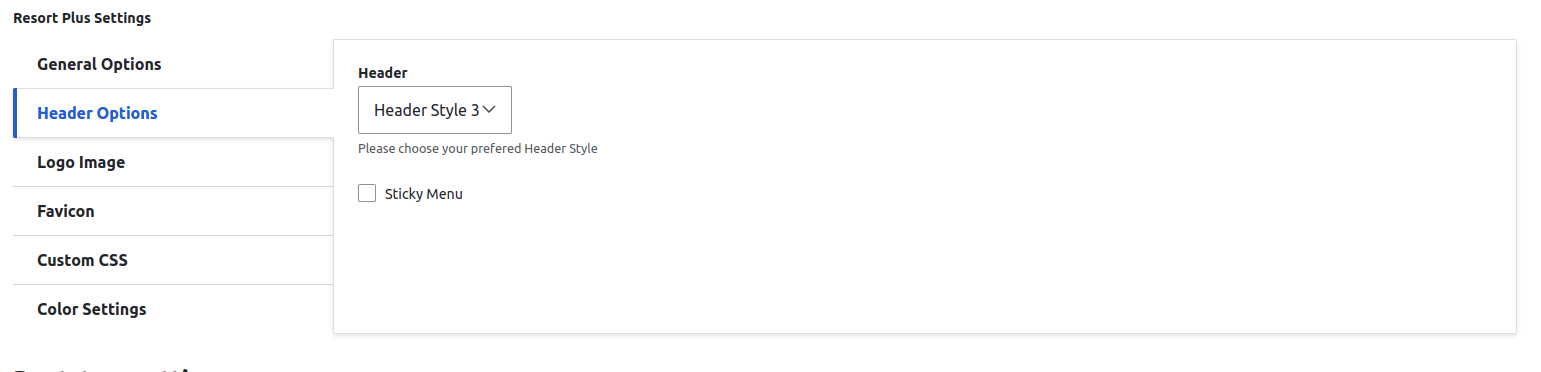 Resort Plus Settings
General Options
Header Options
Logo Image
Favicon
Custom CSS
Color Settings
Header
Header Style 3
Please choose your prefered Header Style
Sticky Menu